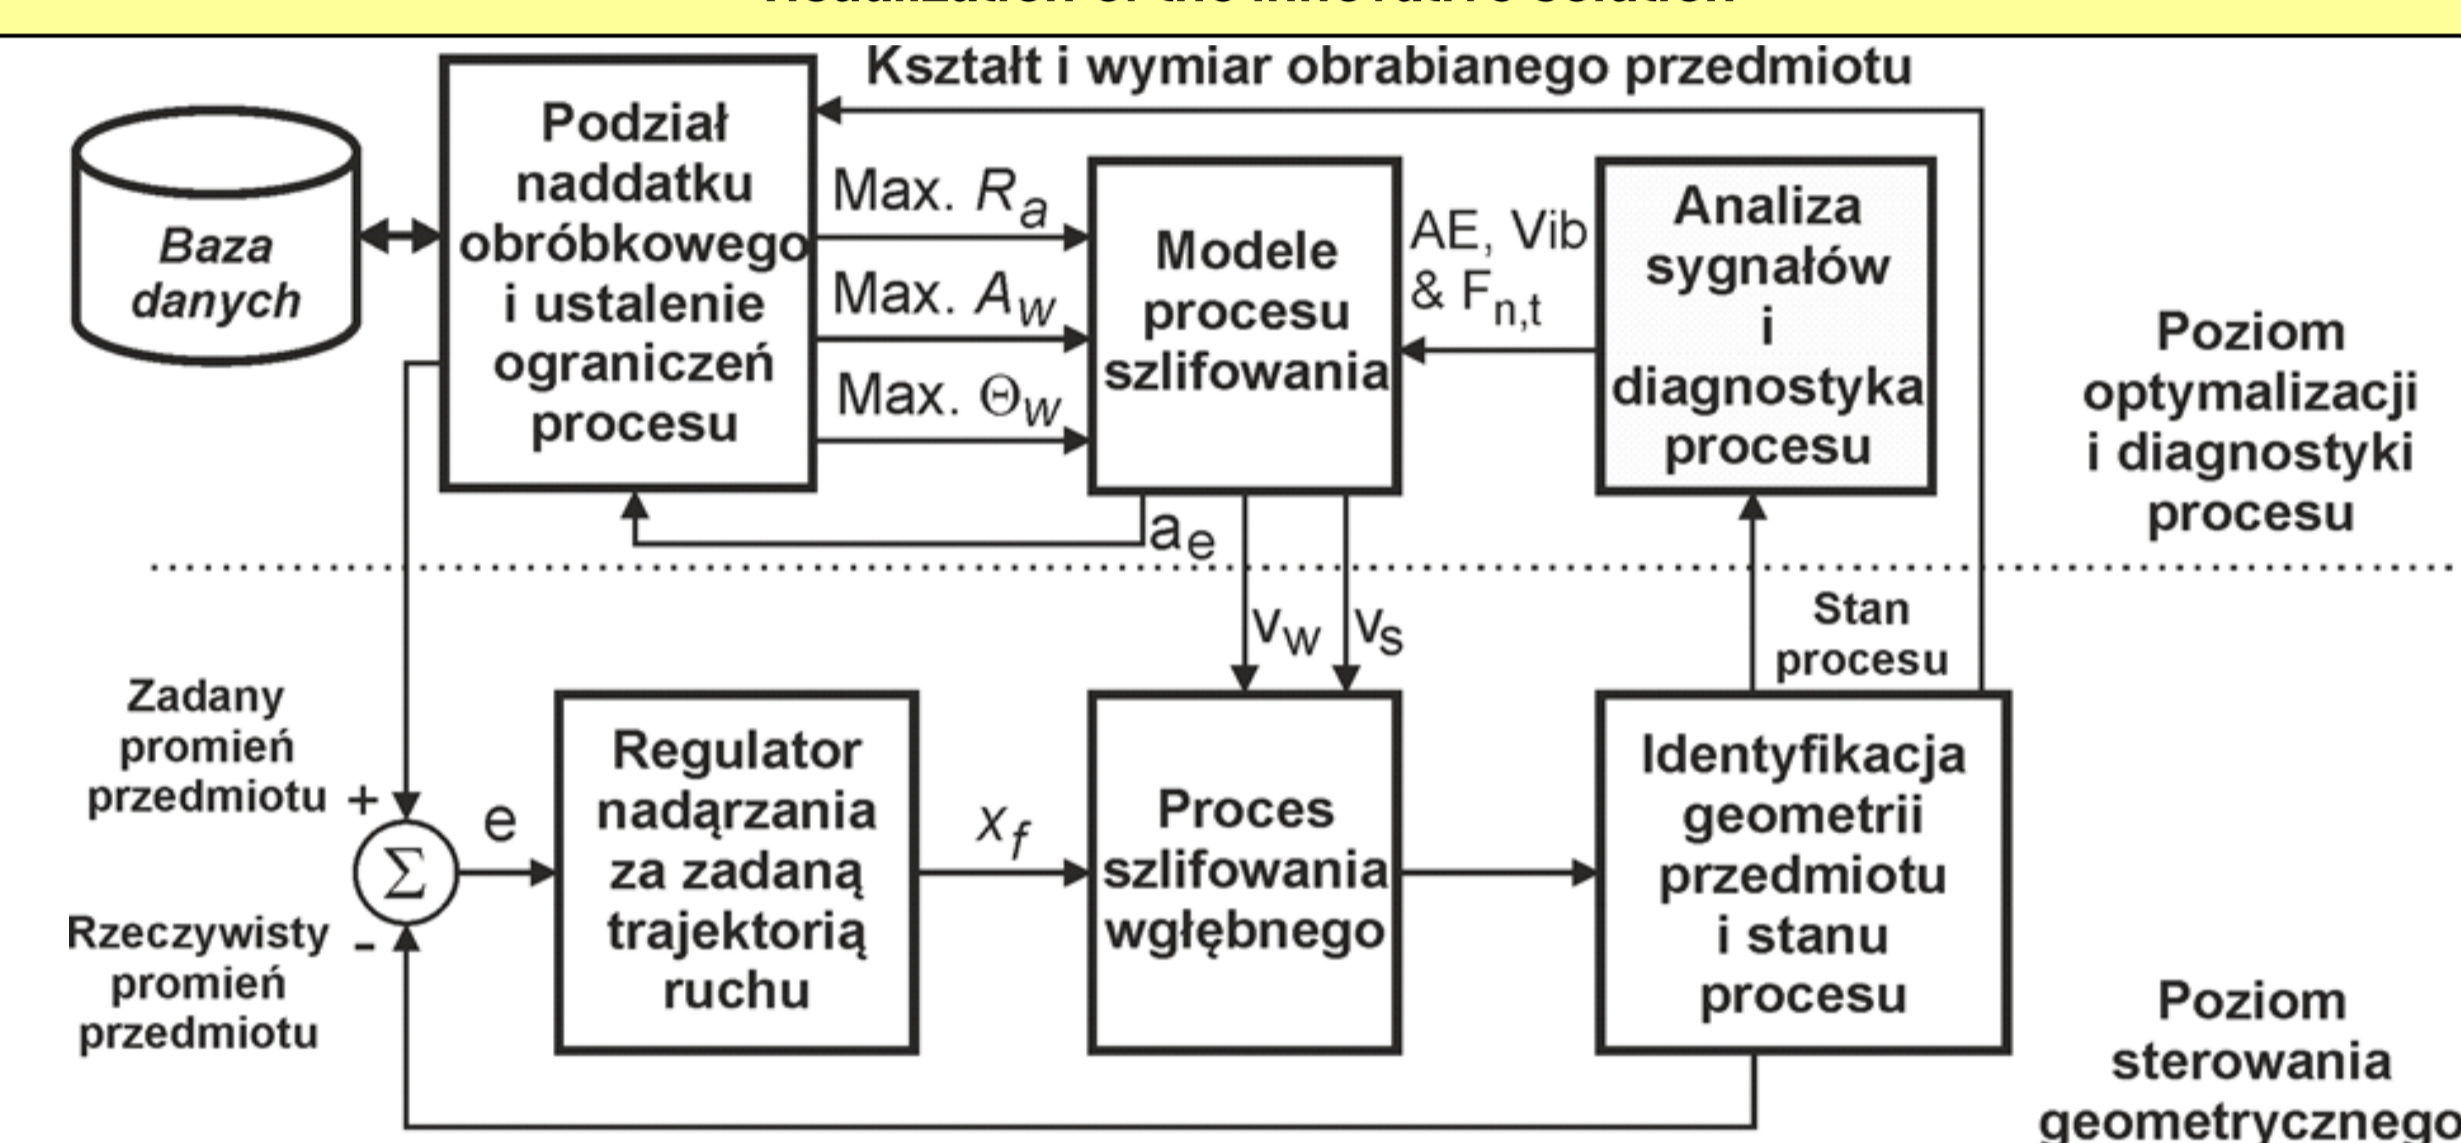 Kształt i wymiar obrabianego przedmiotu
Baza
danych
Podział
naddatku
obróbkowego
i ustalenie
ograniczeń
procesu
Max. Ra
Max. Aw
Max. Θw
Modele
procesu
szlifowania
AE, Vib
& Fn,t
Analiza
sygnałów
i
diagnostyka
procesu
Poziom
optymalizacji
i diagnostyki
procesu
ae
vw
vs
Stan
procesu
Zadany
promień
przedmiotu
+
Σ
e
Rzeczywisty
promień
przedmiotu
-
Regulator
nadąrzania
za zadaną
trajektorią
ruchu
xf
Proces
szlifowania
wgłębnego
Identyfikacja
geometrii
przedmiotu
i stanu
procesu
Poziom
sterowania
geometrycznego